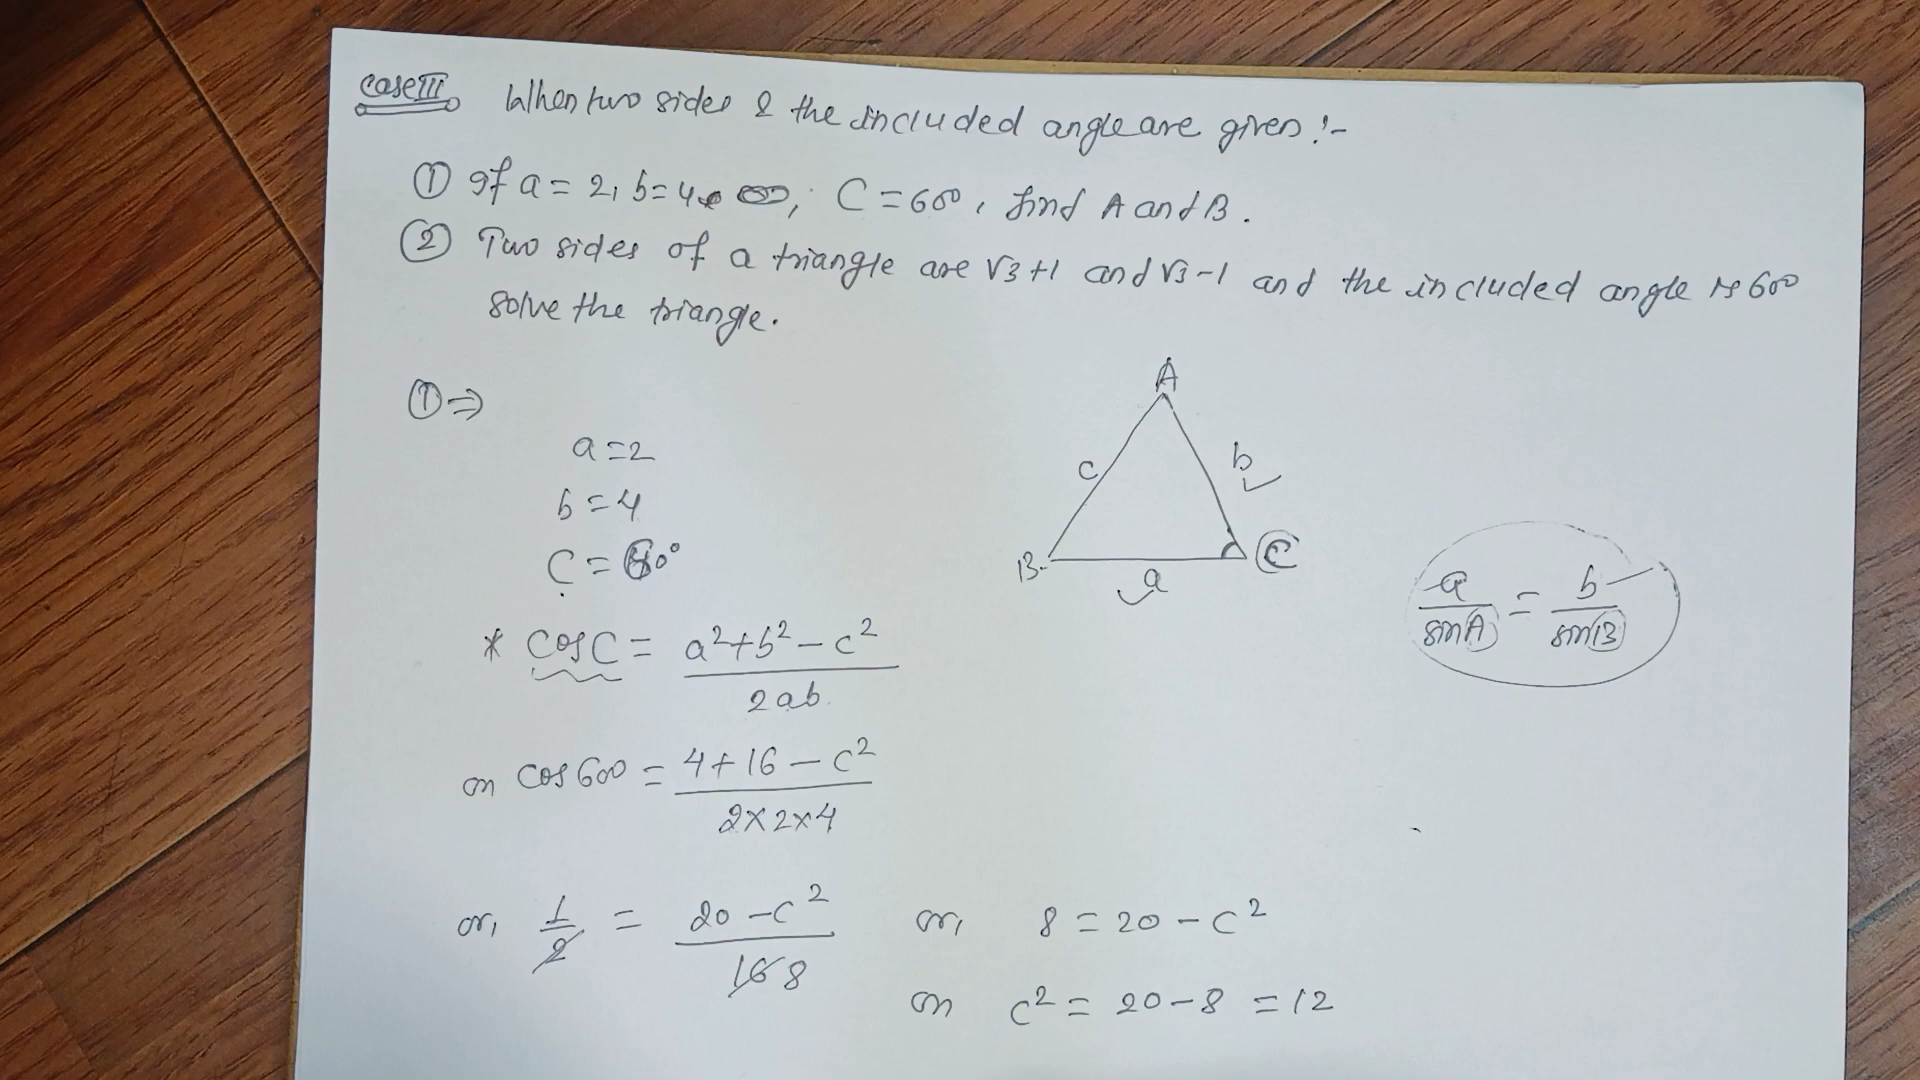 Case III When two sides & the included angle are given :-
① If a = 2, b = 4, C = 60°, find A and B.
② Two sides of a triangle are √3+1 and √3-1 and the included angle is 60°
solve the triangle.
① ⇒
A
a = 2
c b
b = 4
C = 60°
B C
a
a/sinA = b/sinB
* cosC = (a²+b²-c²)/2ab
or cos60° = (4+16-c²)/(2×2×4)
or, 1/2 = (20-c²)/16 8 or, 8 = 20-c²
or c² = 20-8 = 12